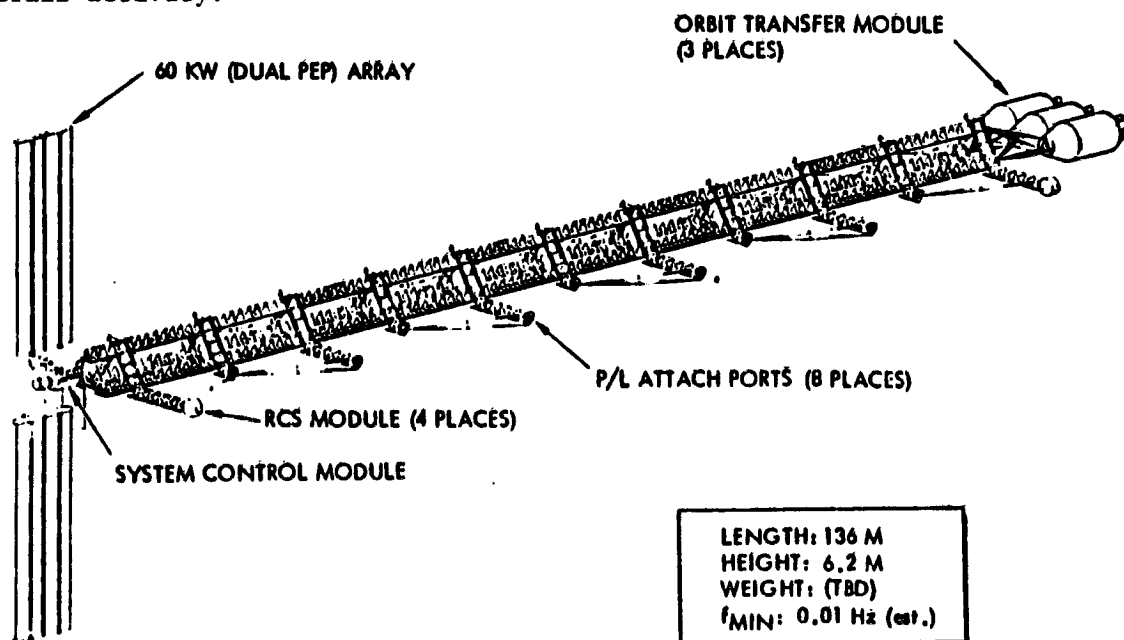 ORBIT TRANSFER MODULE
(3 PLACES)
60 KW (DUAL PEP) ARRAY
P/L ATTACH PORTS (8 PLACES)
RCS MODULE (4 PLACES)
SYSTEM CONTROL MODULE
LENGTH: 136 M
HEIGHT: 6.2 M
WEIGHT: (TBD)
fMIN: 0.01 Hz (est.)